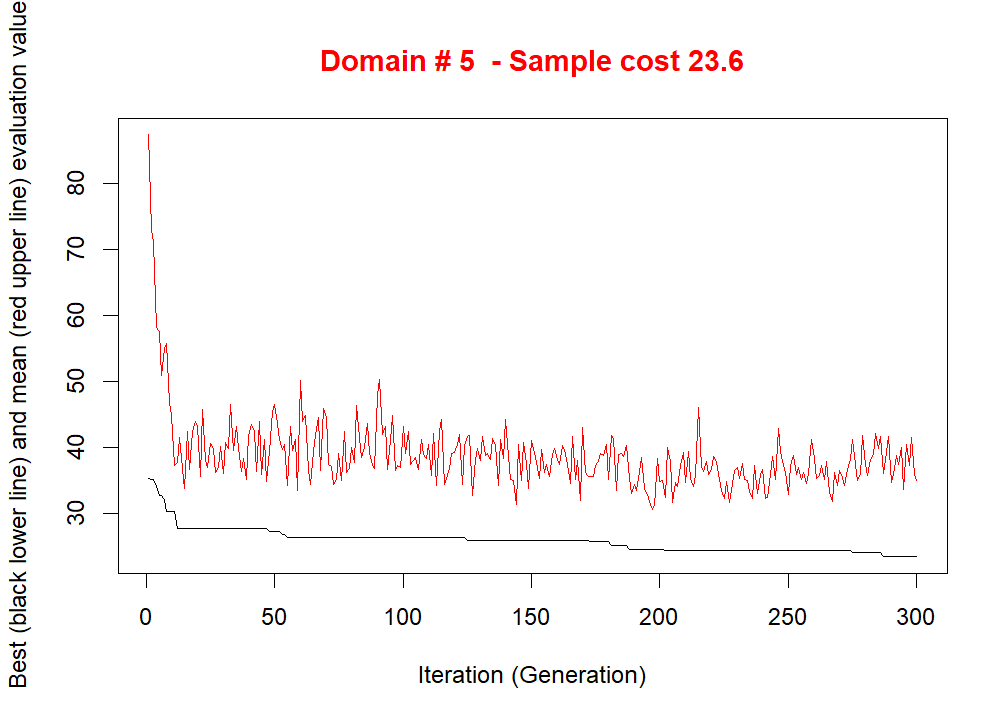 Domain # 5  - Sample cost 23.6
Best (black lower line) and mean (red upper line) evaluation value
80
70
60
50
40
30
0 50 100 150 200 250 300
Iteration (Generation)